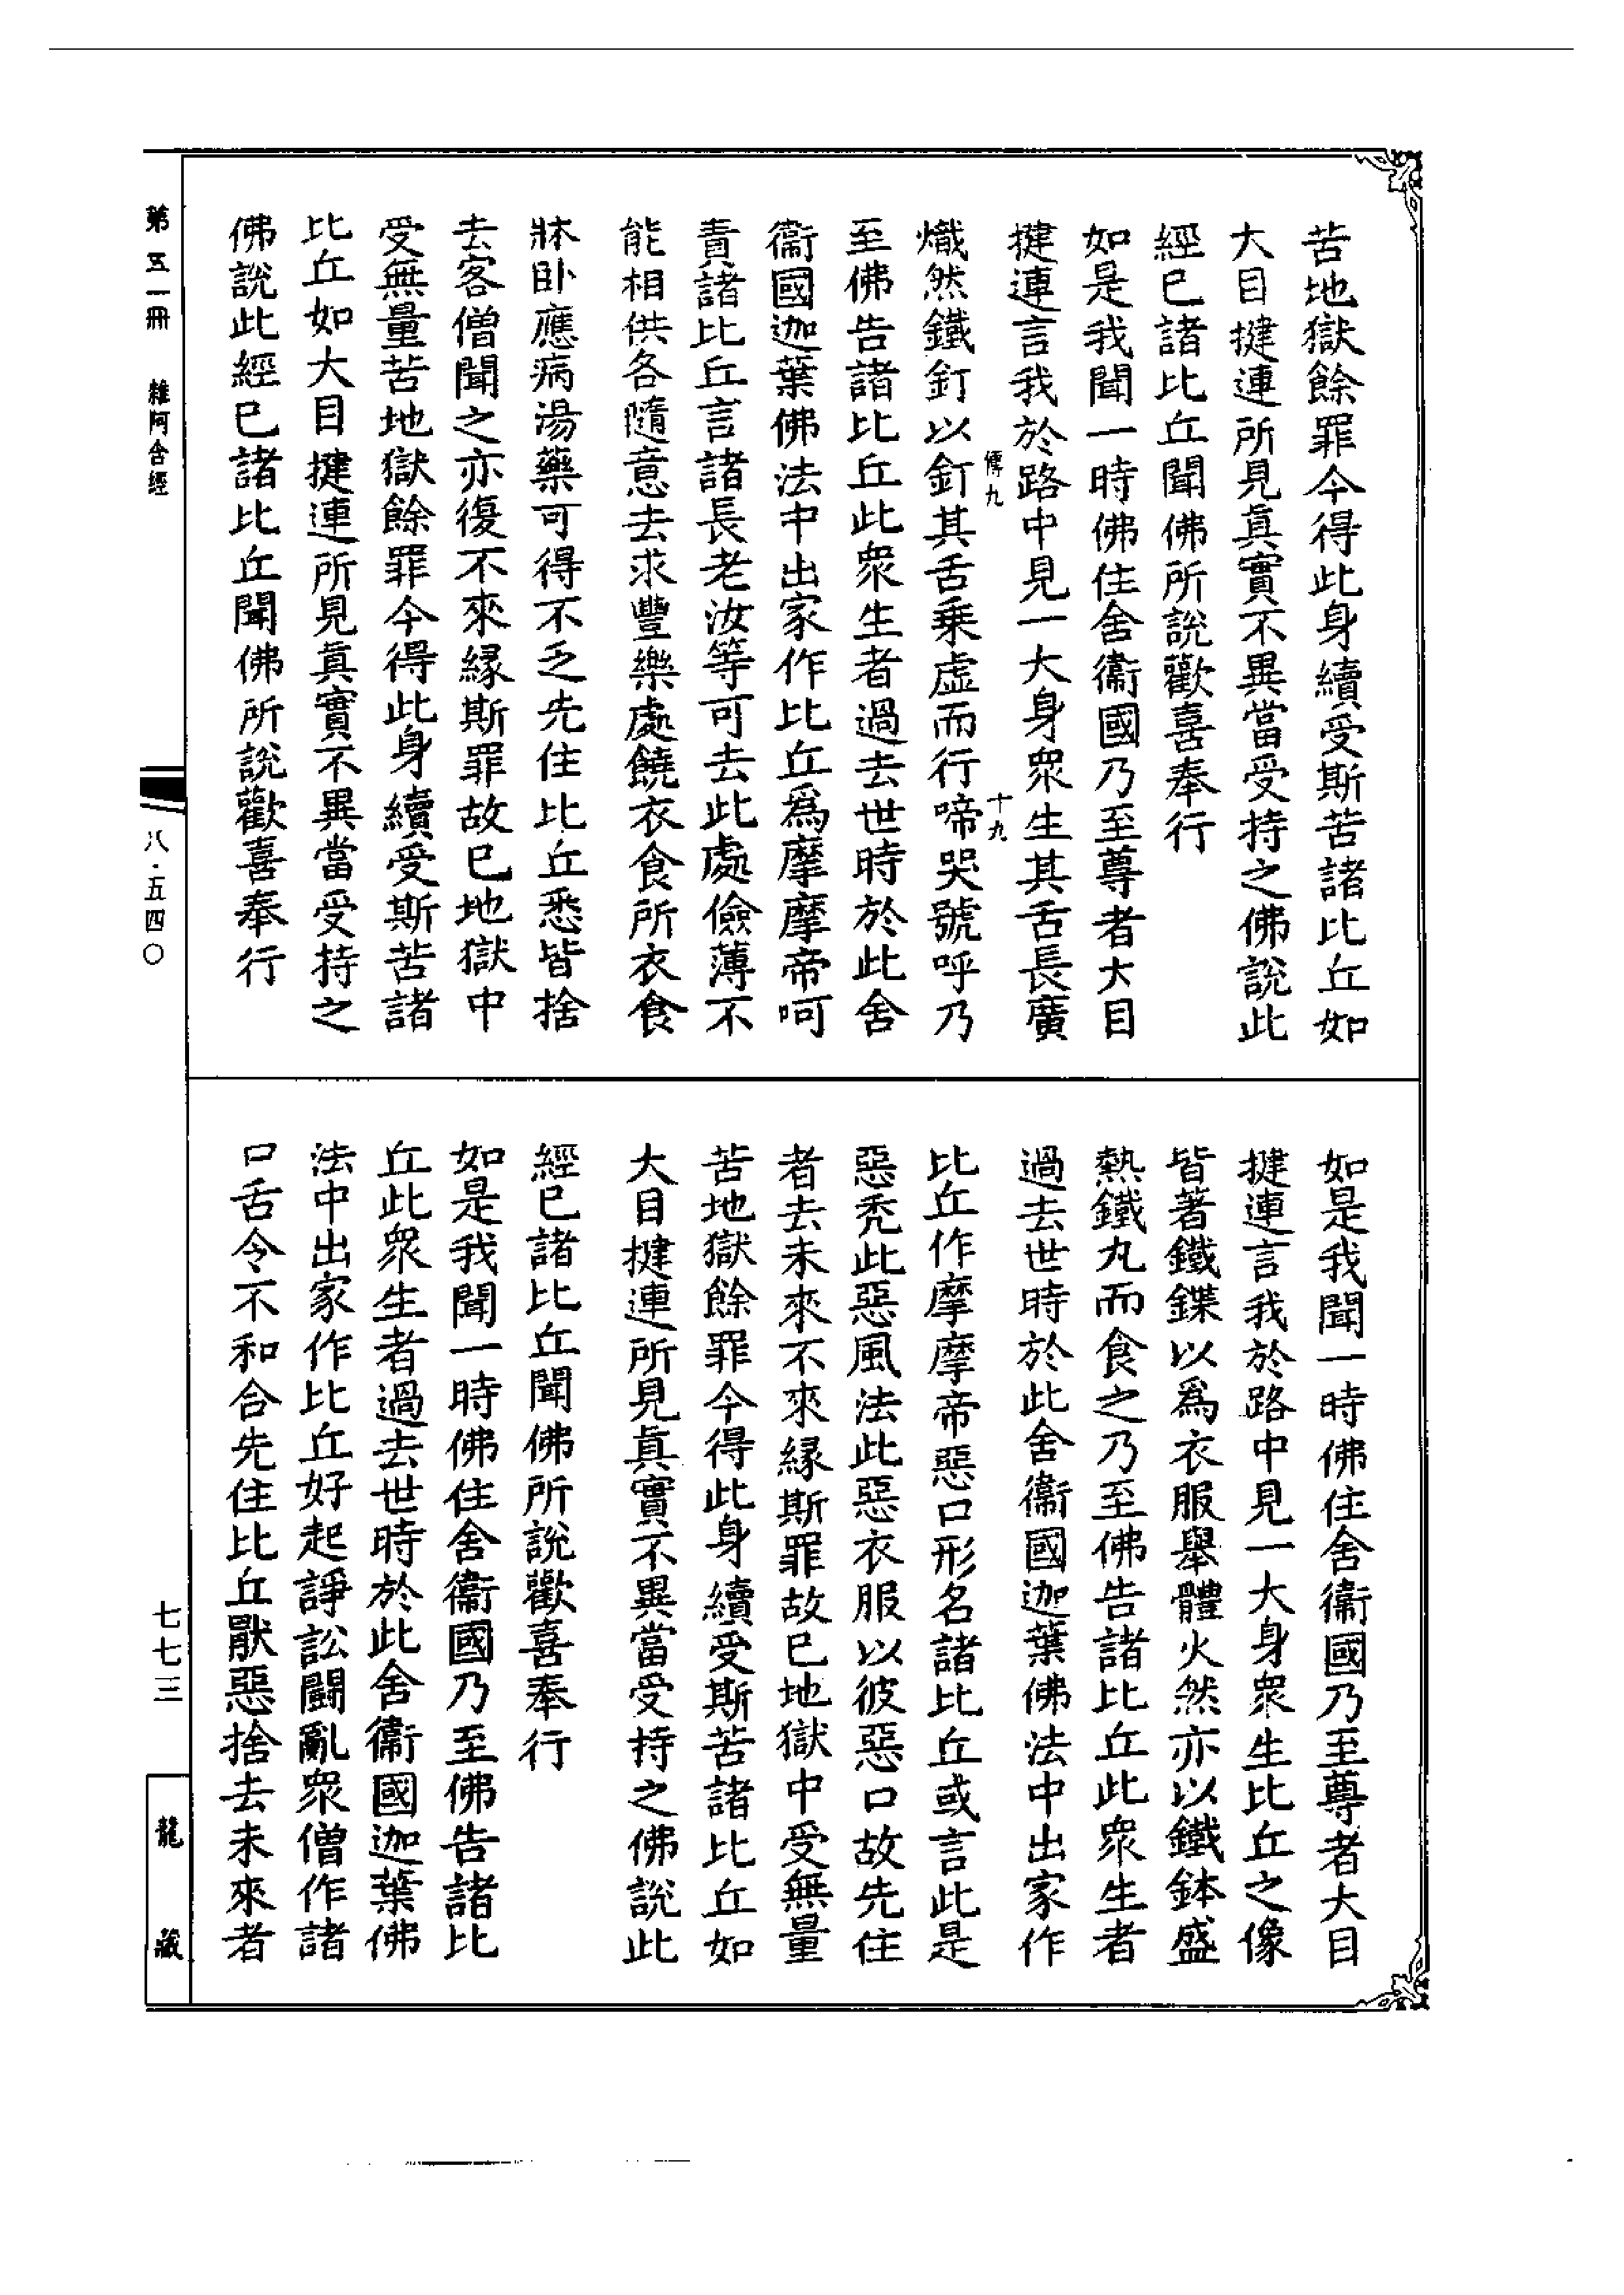 苦地獄餘罪今得此身續受斯苦諸比丘如
大目揵連所見真實不異當受持之佛說此
經已諸比丘聞佛所說歡喜奉行
如是我聞一時佛住舍衞國乃至尊者大目
揵連言我於路中見一大身衆生其舌長廣
傳九
十九
熾然鐵釘以釘其舌乗虛而行啼哭號呼乃
至佛告諸比丘此衆生者過去世時於此舍
衞國迦葉佛法中出家作比丘爲摩摩帝呵
責諸比丘言諸長老汝等可去此處儉薄不
能相供各隨意去求豐樂處饒衣食所衣食
牀卧應病湯藥可得不乏先住比丘悉皆捨
去客僧聞之亦復不來緣斯罪故已地獄中
受無量苦地獄餘罪今得此身續受斯苦諸
比丘如大目揵連所見真實不異當受持之
佛說此經已諸比丘聞佛所說歡喜奉行
如是我聞一時佛住舍衞國乃至尊者大目
揵連言我於路中見一大身衆生比丘之像
皆著鐵鍱以爲衣服舉體火然亦以鐵鉢盛
熱鐵丸而食之乃至佛告諸比丘此衆生者
過去世時於此舍衞國迦葉佛法中出家作
比丘作摩摩帝惡口形名諸比丘或言此是
惡禿此惡風法此惡衣服以彼惡口故先住
者去未來不來緣斯罪故已地獄中受無量
苦地獄餘罪今得此身續受斯苦諸比丘如
大目揵連所見真實不異當受持之佛說此
經已諸比丘聞佛所說歡喜奉行
如是我聞一時佛住舍衞國乃至佛告諸比
丘此衆生者過去世時於此舍衞國迦葉佛
法中出家作比丘好起諍訟鬪亂衆僧作諸
口舌令不和合先住比丘厭惡捨去未來者
第五一冊 雜阿含經
八·五四〇
七七三
龍藏